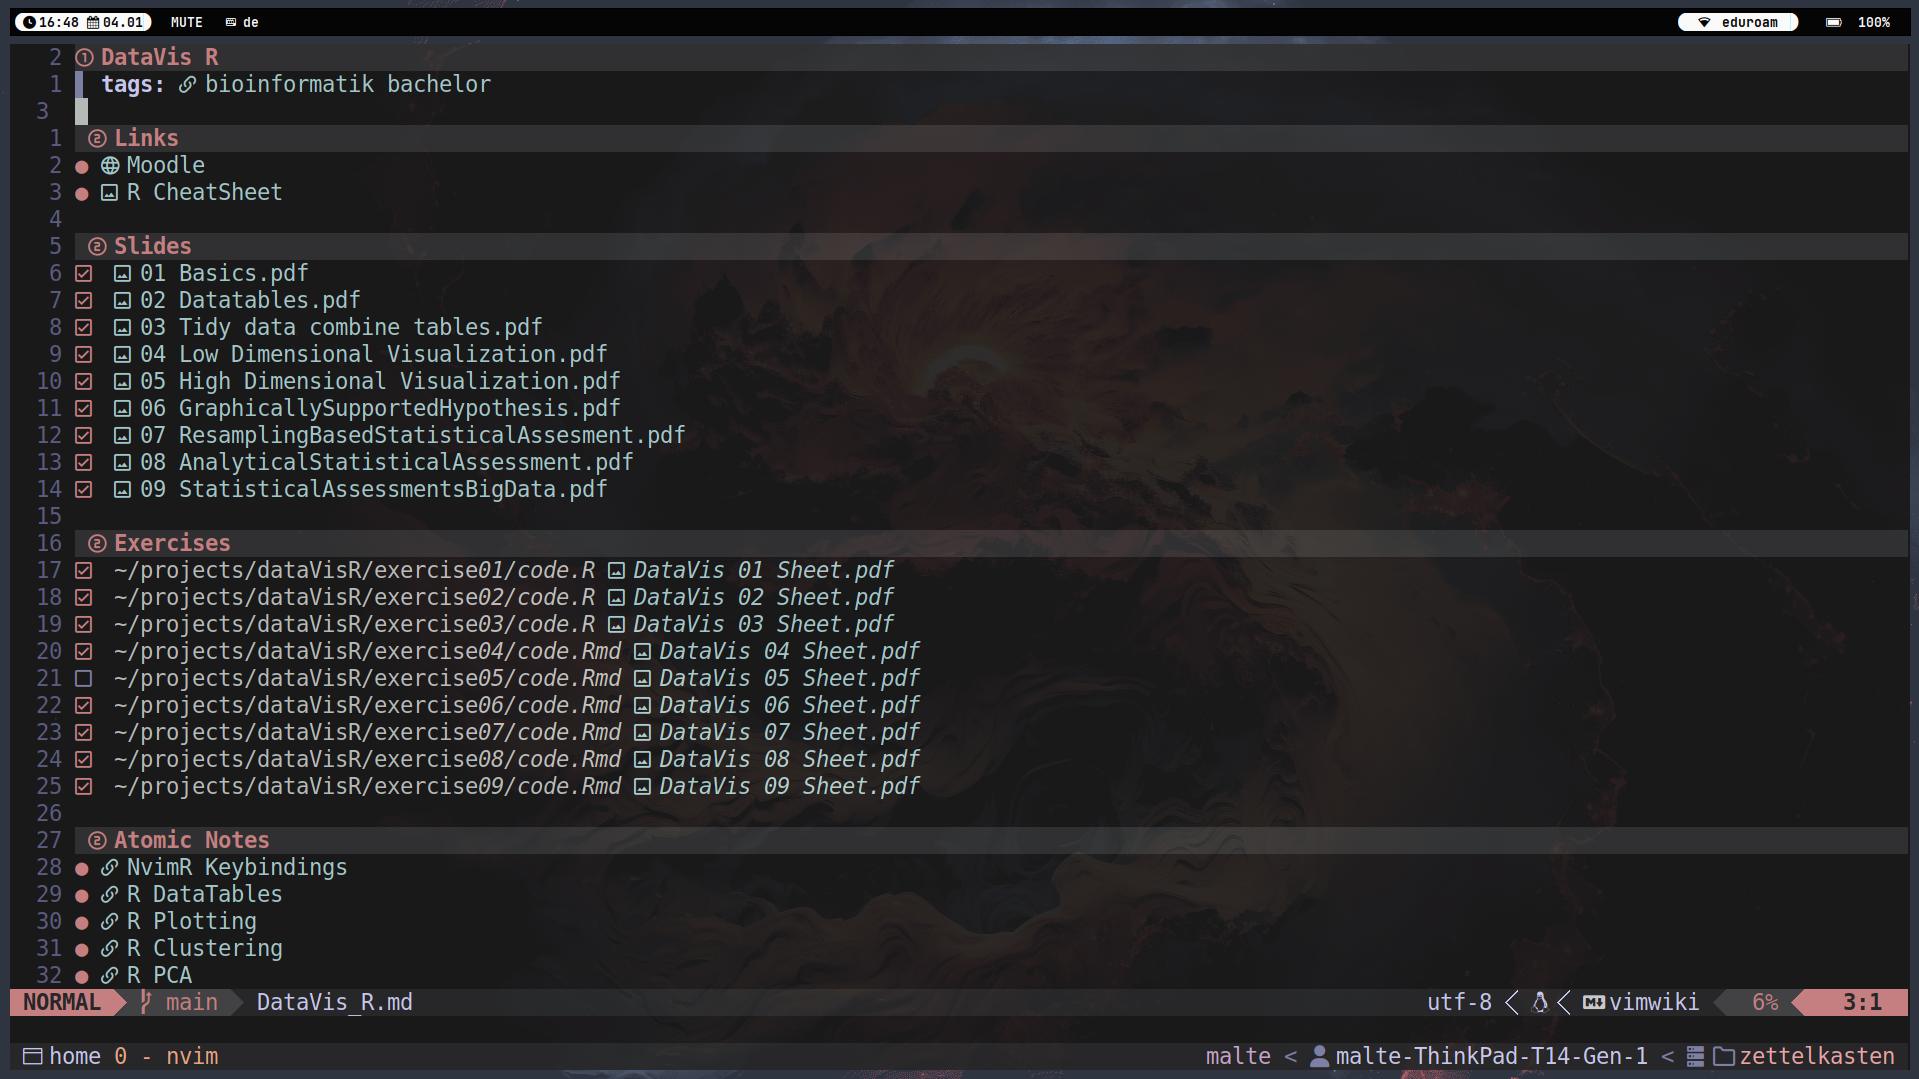 16:48 04.01 MUTE de eduroam 100%
2 1 DataVis R
1 tags: bioinformatik bachelor
3
1 2 Links
2 Moodle
3 R CheatSheet
4
5 2 Slides
6 01 Basics.pdf
7 02 Datatables.pdf
8 03 Tidy data combine tables.pdf
9 04 Low Dimensional Visualization.pdf
10 05 High Dimensional Visualization.pdf
11 06 GraphicallySupportedHypothesis.pdf
12 07 ResamplingBasedStatisticalAssesment.pdf
13 08 AnalyticalStatisticalAssessment.pdf
14 09 StatisticalAssessmentsBigData.pdf
15
16 2 Exercises
17 ~/projects/dataVisR/exercise01/code.R DataVis 01 Sheet.pdf
18 ~/projects/dataVisR/exercise02/code.R DataVis 02 Sheet.pdf
19 ~/projects/dataVisR/exercise03/code.R DataVis 03 Sheet.pdf
20 ~/projects/dataVisR/exercise04/code.Rmd DataVis 04 Sheet.pdf
21 ~/projects/dataVisR/exercise05/code.Rmd DataVis 05 Sheet.pdf
22 ~/projects/dataVisR/exercise06/code.Rmd DataVis 06 Sheet.pdf
23 ~/projects/dataVisR/exercise07/code.Rmd DataVis 07 Sheet.pdf
24 ~/projects/dataVisR/exercise08/code.Rmd DataVis 08 Sheet.pdf
25 ~/projects/dataVisR/exercise09/code.Rmd DataVis 09 Sheet.pdf
26
27 2 Atomic Notes
28 NvimR Keybindings
29 R DataTables
30 R Plotting
31 R Clustering
32 R PCA
NORMAL main DataVis_R.md utf-8 < < M vimwiki 6% 3:1
home 0 - nvim malte < malte-ThinkPad-T14-Gen-1 < zettelkasten